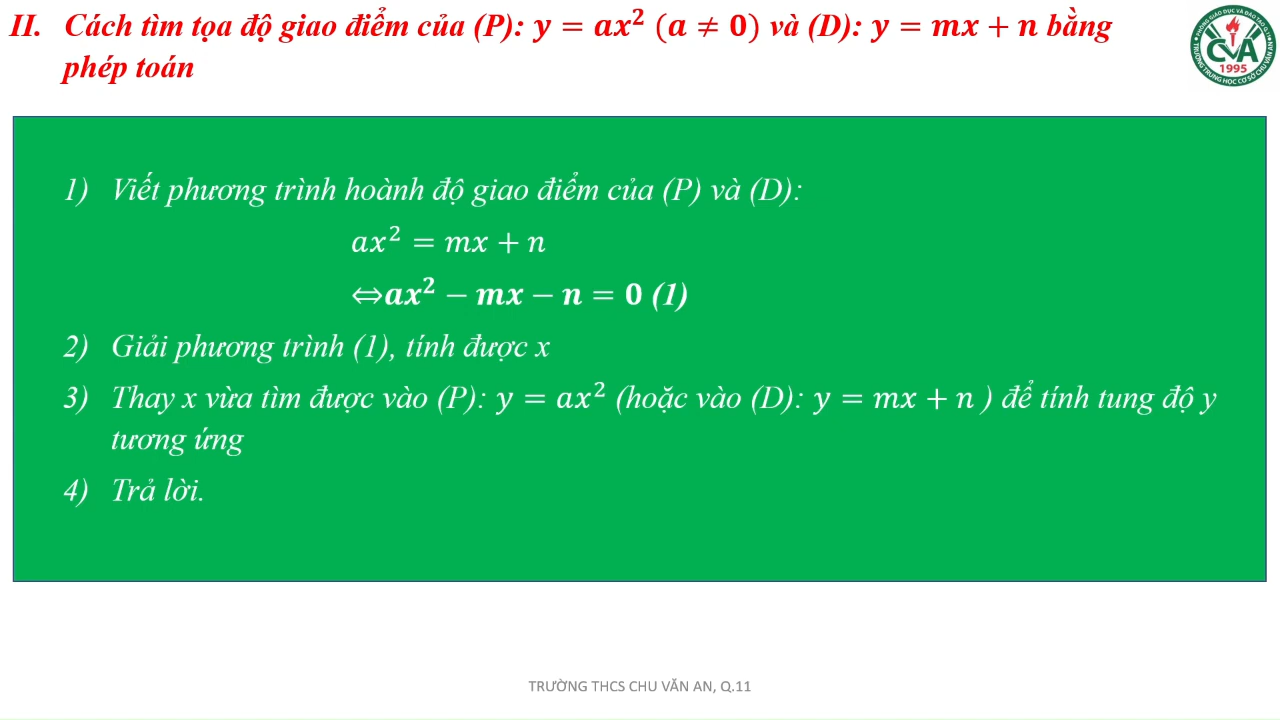 II. Cách tìm tọa độ giao điểm của (P): y = ax² (a ≠ 0) và (D): y = mx + n bằng
phép toán
CVA
1995
1) Viết phương trình hoành độ giao điểm của (P) và (D):
ax² = mx + n
⇔ax² − mx − n = 0 (1)
2) Giải phương trình (1), tính được x
3) Thay x vừa tìm được vào (P): y = ax² (hoặc vào (D): y = mx + n ) để tính tung độ y
tương ứng
4) Trả lời.
TRƯỜNG THCS CHU VĂN AN, Q.11